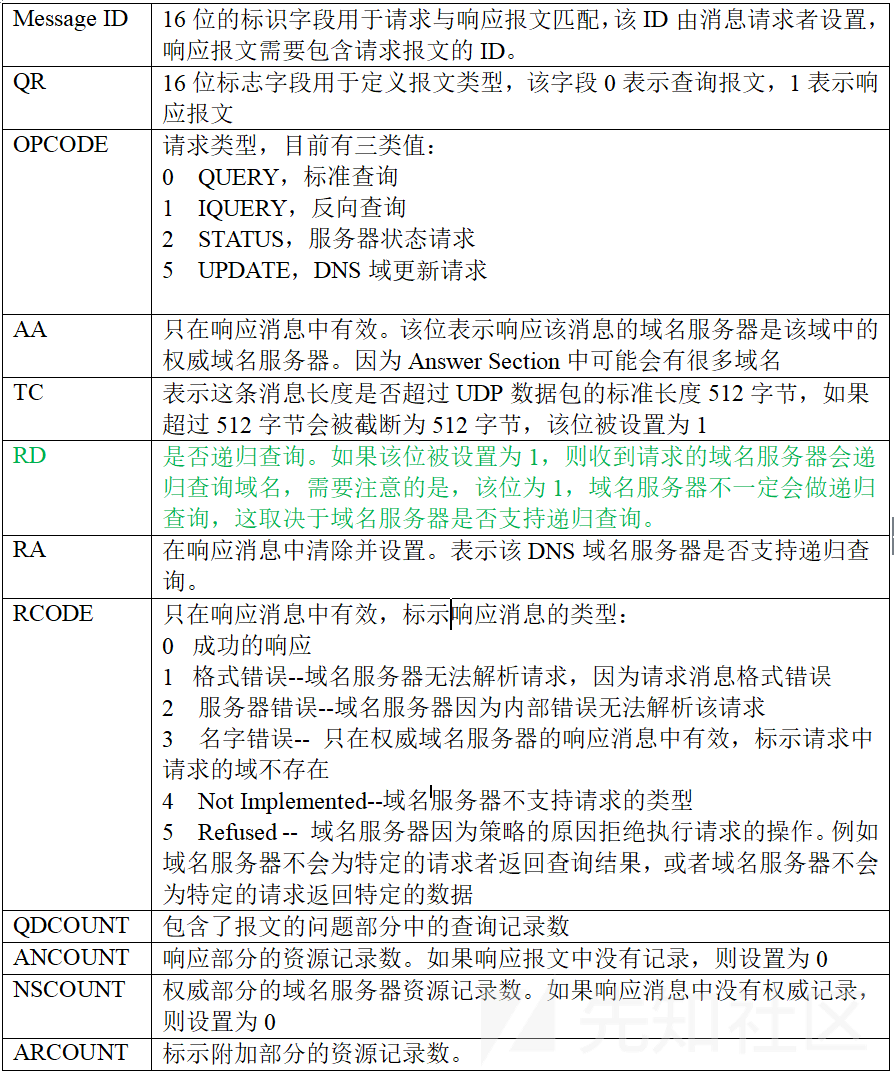 Message ID 16 位的标识字段用于请求与响应报文匹配，该 ID 由消息请求者设置，
响应报文需要包含请求报文的 ID。
QR 16 位标志字段用于定义报文类型，该字段 0 表示查询报文，1 表示响
应报文
OPCODE 请求类型，目前有三类值：
0 QUERY，标准查询
1 IQUERY，反向查询
2 STATUS，服务器状态请求
5 UPDATE，DNS 域更新请求
AA 只在响应消息中有效。该位表示响应该消息的域名服务器是该域中的
权威域名服务器。因为 Answer Section 中可能会有很多域名
TC 表示这条消息长度是否超过 UDP 数据包的标准长度 512 字节，如果
超过 512 字节会被截断为 512 字节，该位被设置为 1
RD 是否递归查询。如果该位被设置为 1，则收到请求的域名服务器会递
归查询域名，需要注意的是，该位为 1，域名服务器不一定会做递归
查询，这取决于域名服务器是否支持递归查询。
RA 在响应消息中清除并设置。表示该 DNS 域名服务器是否支持递归查
询。
RCODE 只在响应消息中有效，标示响应消息的类型：
0 成功的响应
1 格式错误--域名服务器无法解析请求，因为请求消息格式错误
2 服务器错误--域名服务器因为内部错误无法解析该请求
3 名字错误-- 只在权威域名服务器的响应消息中有效，标示请求中
请求的域不存在
4 Not Implemented--域名服务器不支持请求的类型
5 Refused -- 域名服务器因为策略的原因拒绝执行请求的操作。例如
域名服务器不会为特定的请求者返回查询结果，或者域名服务器不会
为特定的请求返回特定的数据
QDCOUNT 包含了报文的问题部分中的查询记录数
ANCOUNT 响应部分的资源记录数。如果响应报文中没有记录，则设置为 0
NSCOUNT 权威部分的域名服务器资源记录数。如果响应消息中没有权威记录，
则设置为 0
ARCOUNT 标示附加部分的资源记录数。
先知社区